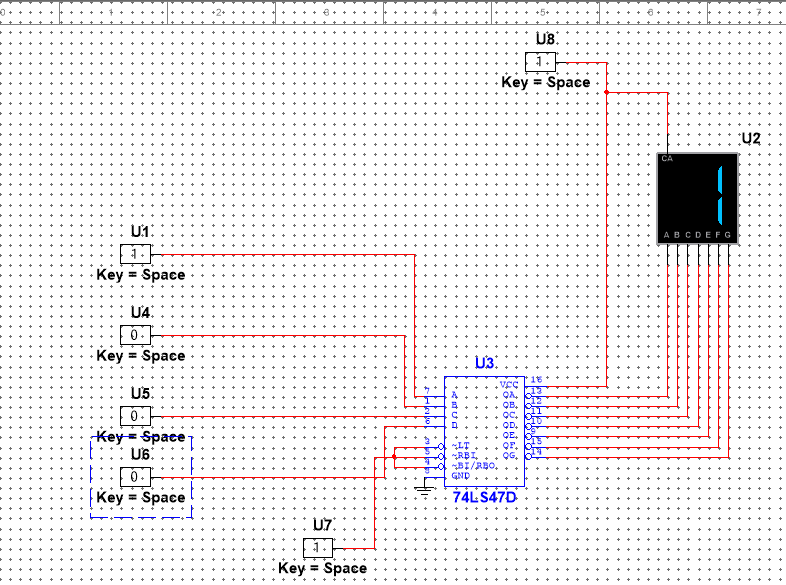 0 1 2 3 4 5 6 7
U8
1
Key = Space
U2
CA
1
A B C D E F G
U1
1
Key = Space
U4
0
Key = Space
U5
0
Key = Space
U6
0
Key = Space
U7
1
Key = Space
U3
VCC 16
7 A QA 13
1 B QB 12
2 C QC 11
6 D QD 10
QE 9
3 ~LT QF 15
5 ~RBI QG 14
4 ~BI/RBO
8 GND
74LS47D